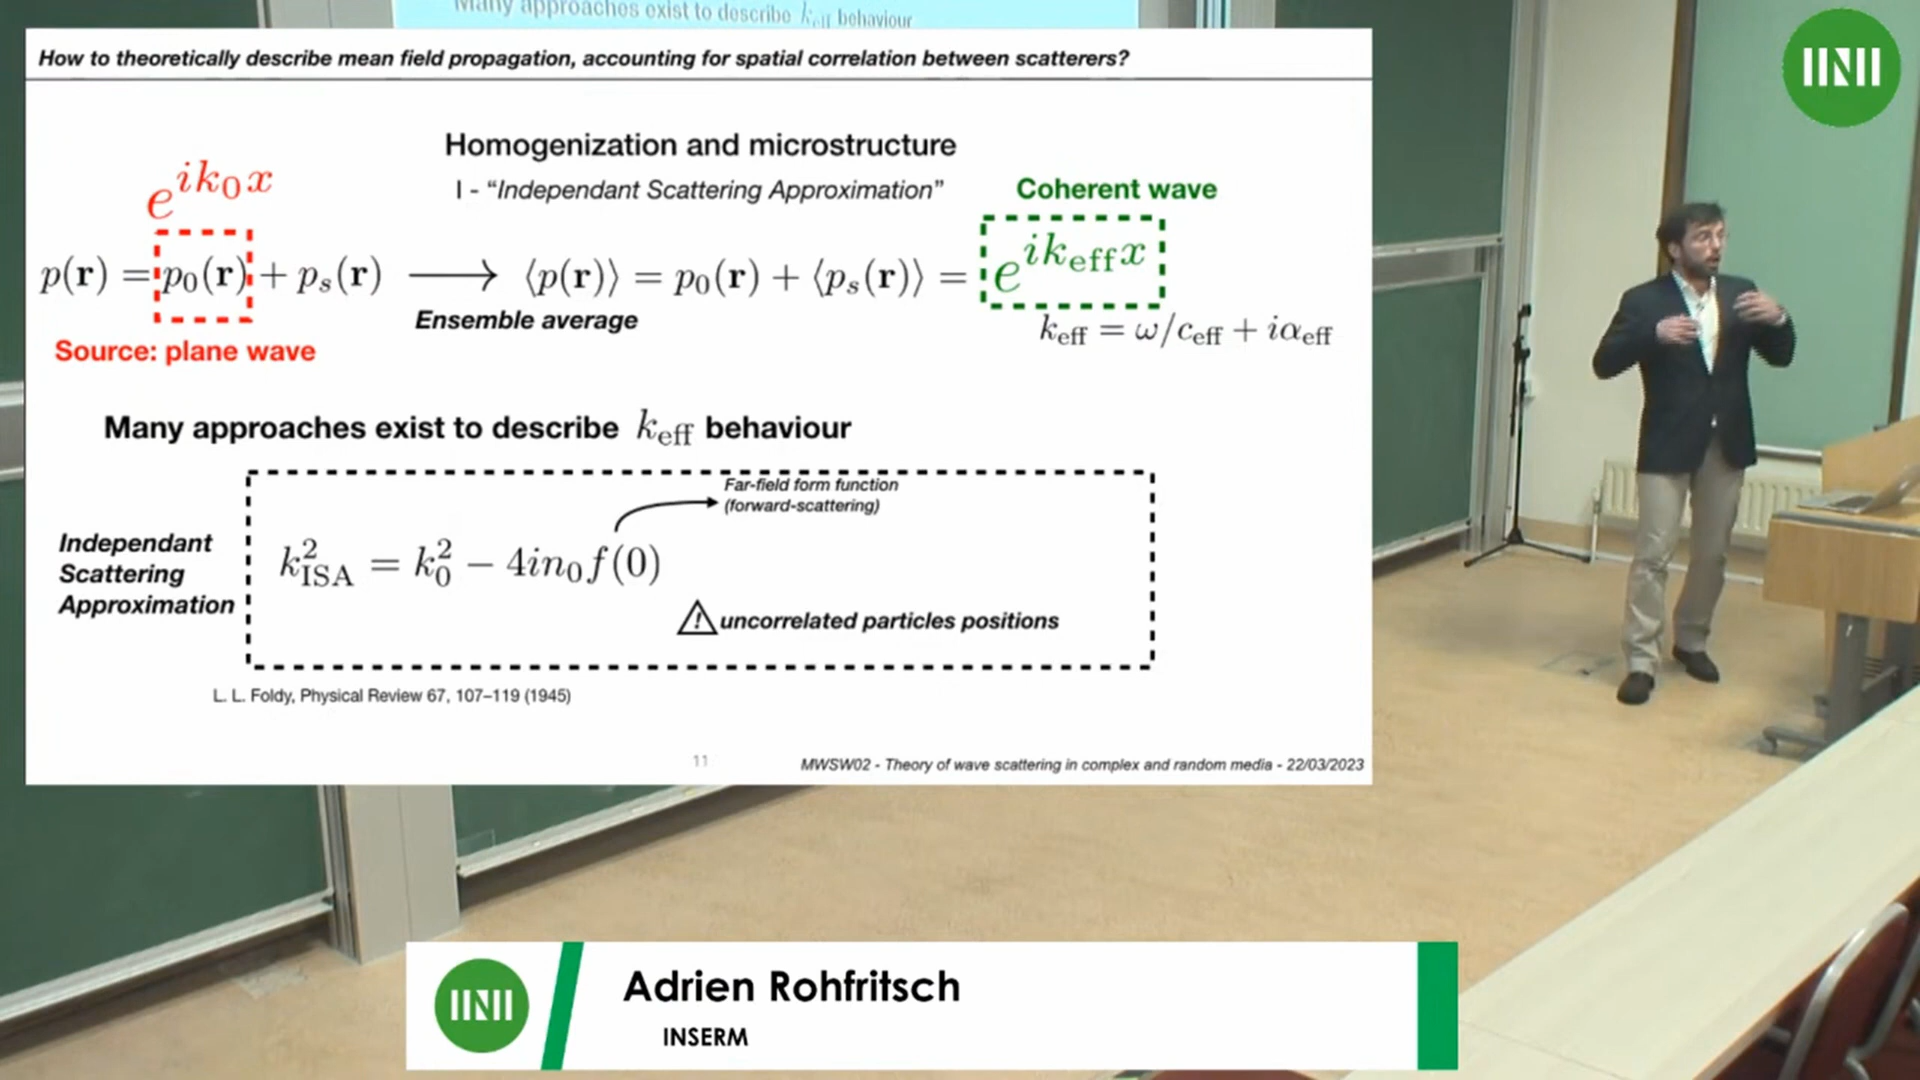 Many approaches exist to describe k_eff behaviour
How to theoretically describe mean field propagation, accounting for spatial correlation between scatterers?
Homogenization and microstructure
I - “Independant Scattering Approximation”
Coherent wave
e^{ik_0x}
p(r) = p_0(r) + p_s(r) ⟶ ⟨p(r)⟩ = p_0(r) + ⟨p_s(r)⟩ = e^{ik_{eff}x}
Ensemble average
k_eff = ω/c_eff + iα_eff
Source: plane wave
Many approaches exist to describe k_eff behaviour
Far-field form function
(forward-scattering)
Independant
Scattering
Approximation
k²_ISA = k²_0 − 4in_0f(0)
⚠ uncorrelated particles positions
L. L. Foldy, Physical Review 67, 107–119 (1945)
11
MWSW02 - Theory of wave scattering in complex and random media - 22/03/2023
Adrien Rohfritsch
INSERM